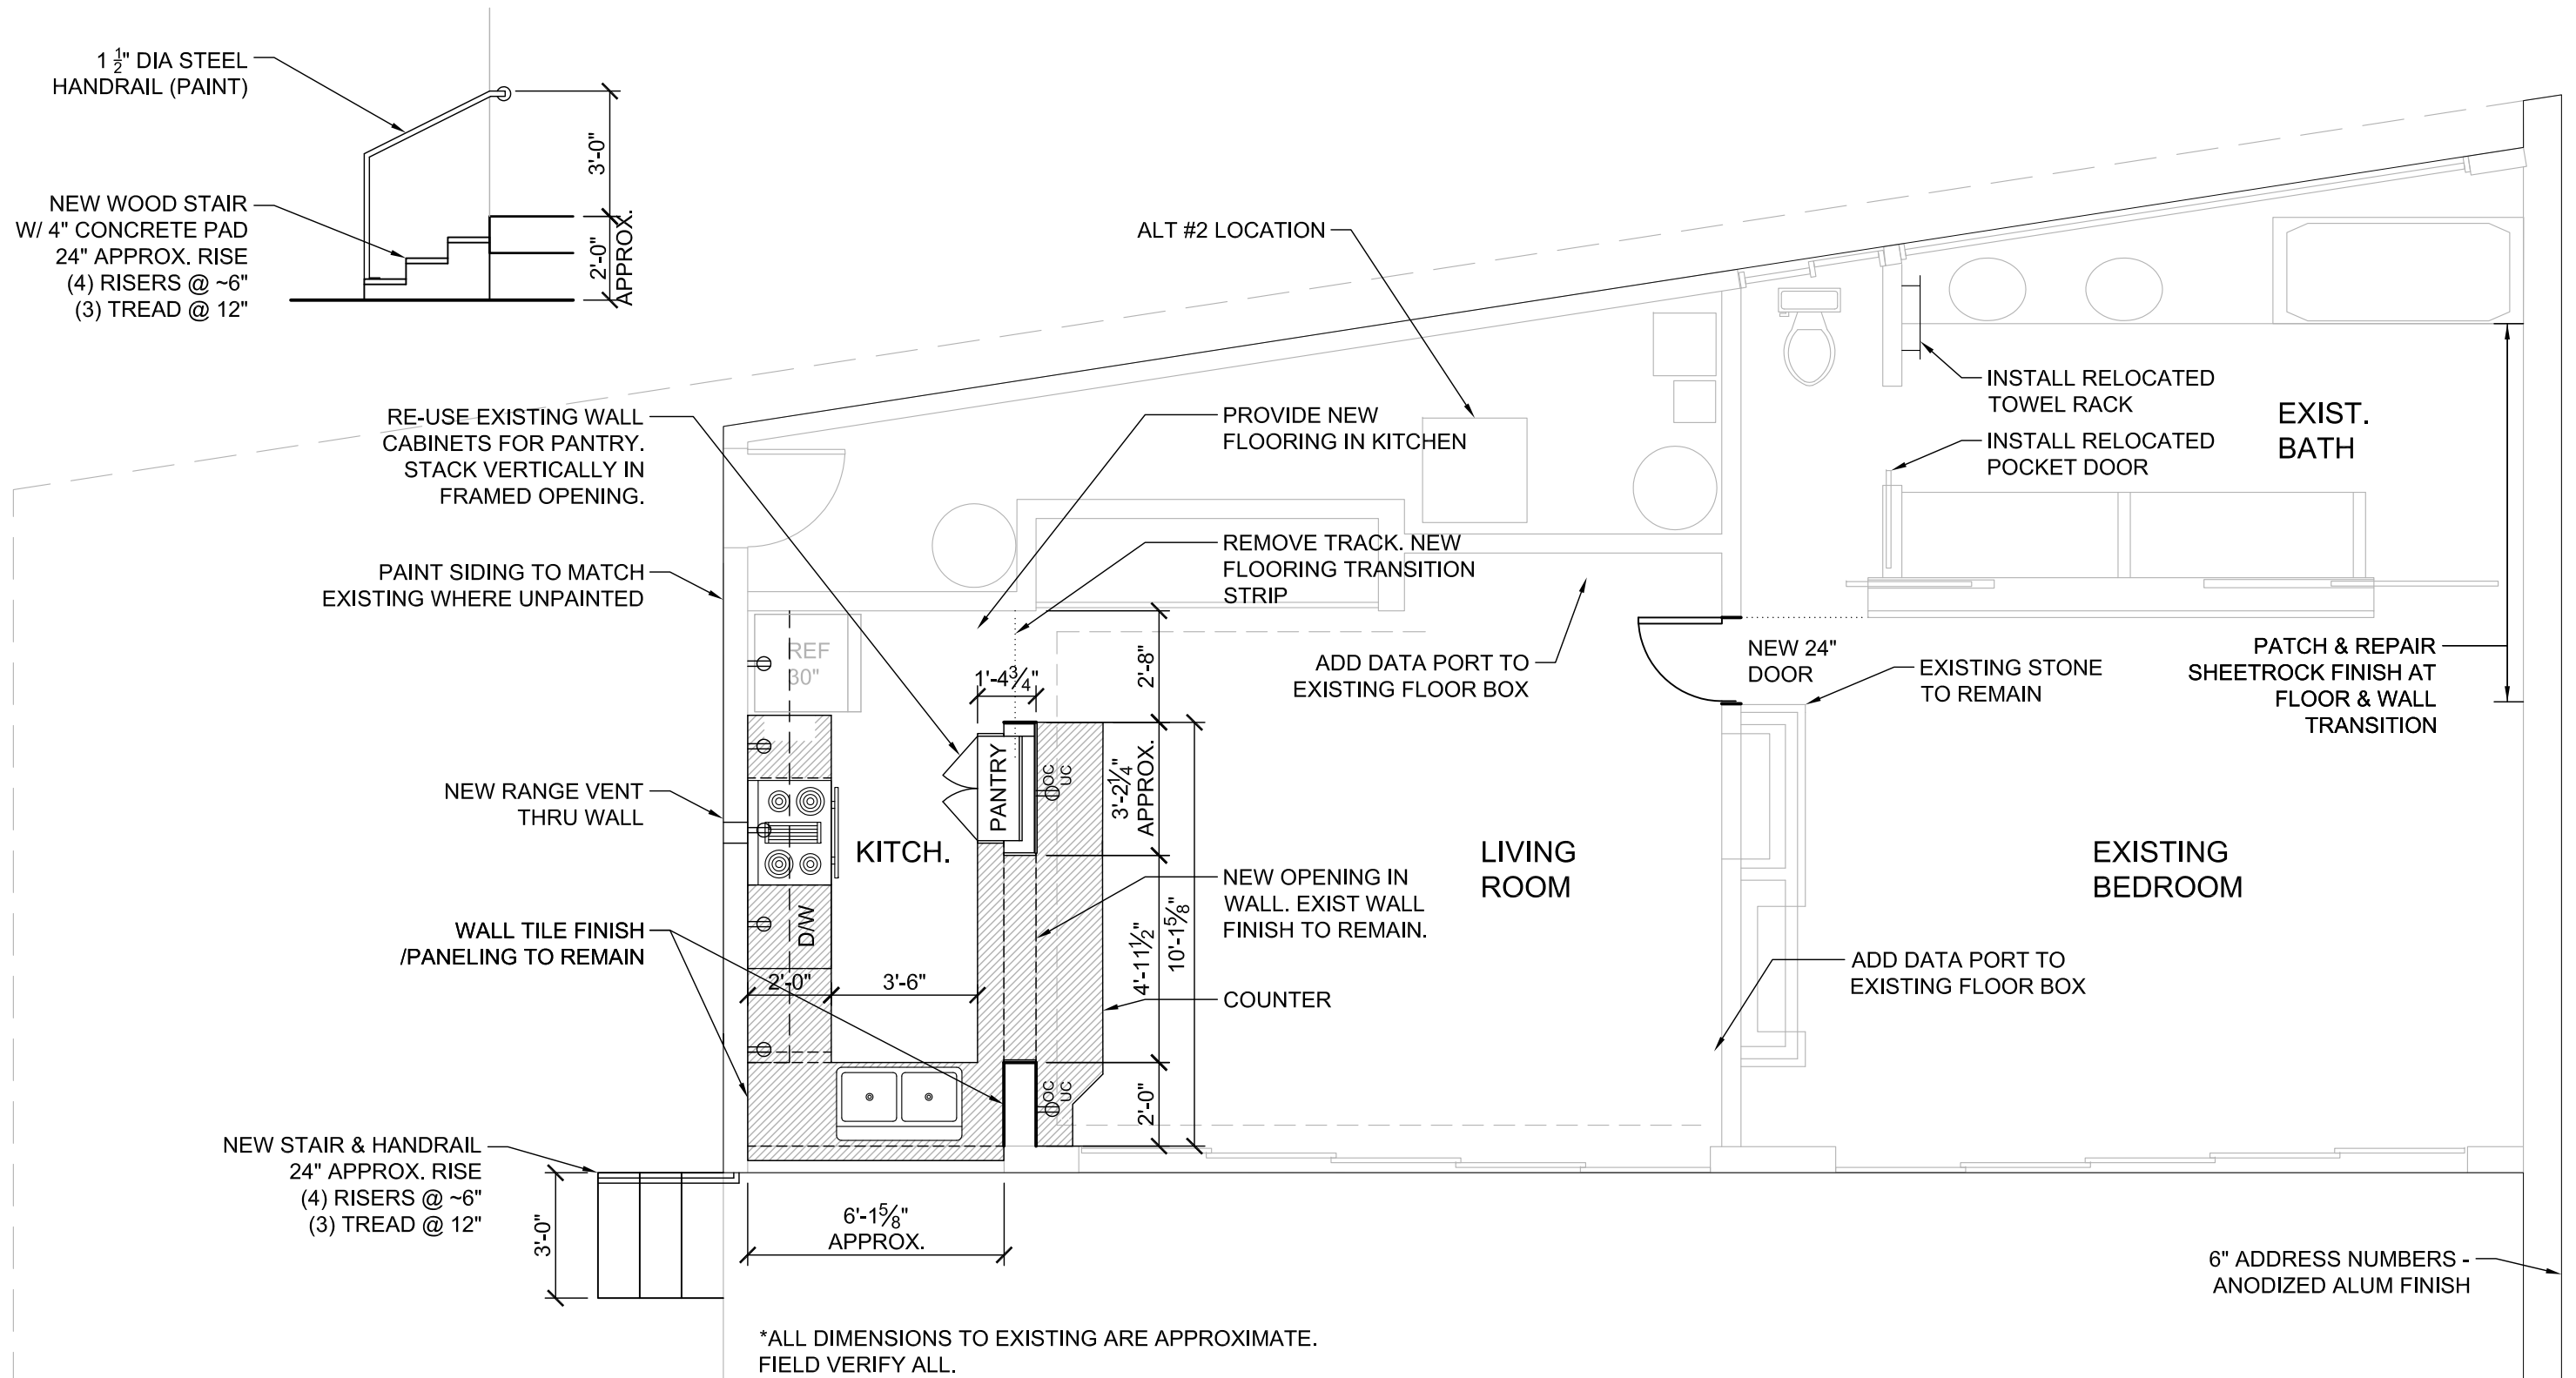 1 1/2" DIA STEEL
HANDRAIL (PAINT)
3'-0"
NEW WOOD STAIR
W/ 4" CONCRETE PAD
24" APPROX. RISE
(4) RISERS @ ~6"
(3) TREAD @ 12"
2'-0"
APPROX.
ALT #2 LOCATION
RE-USE EXISTING WALL
CABINETS FOR PANTRY.
STACK VERTICALLY IN
FRAMED OPENING.
PROVIDE NEW
FLOORING IN KITCHEN
INSTALL RELOCATED
TOWEL RACK
INSTALL RELOCATED
POCKET DOOR
EXIST.
BATH
PAINT SIDING TO MATCH
EXISTING WHERE UNPAINTED
REMOVE TRACK. NEW
FLOORING TRANSITION
STRIP
REF
30"
1'-4 3/4"
2'-8"
ADD DATA PORT TO
EXISTING FLOOR BOX
NEW 24"
DOOR
EXISTING STONE
TO REMAIN
PATCH & REPAIR
SHEETROCK FINISH AT
FLOOR & WALL
TRANSITION
NEW RANGE VENT
THRU WALL
PANTRY
OC
UC
3'-2 1/4"
APPROX.
KITCH.
LIVING
ROOM
EXISTING
BEDROOM
NEW OPENING IN
WALL. EXIST WALL
FINISH TO REMAIN.
WALL TILE FINISH
/PANELING TO REMAIN
D/W
4'-11 1/2"
10'-1 5/8"
2'-0"
3'-6"
COUNTER
ADD DATA PORT TO
EXISTING FLOOR BOX
OC
UC
2'-0"
NEW STAIR & HANDRAIL
24" APPROX. RISE
(4) RISERS @ ~6"
(3) TREAD @ 12"
3'-0"
6'-1 5/8"
APPROX.
6" ADDRESS NUMBERS -
ANODIZED ALUM FINISH
*ALL DIMENSIONS TO EXISTING ARE APPROXIMATE.
FIELD VERIFY ALL.